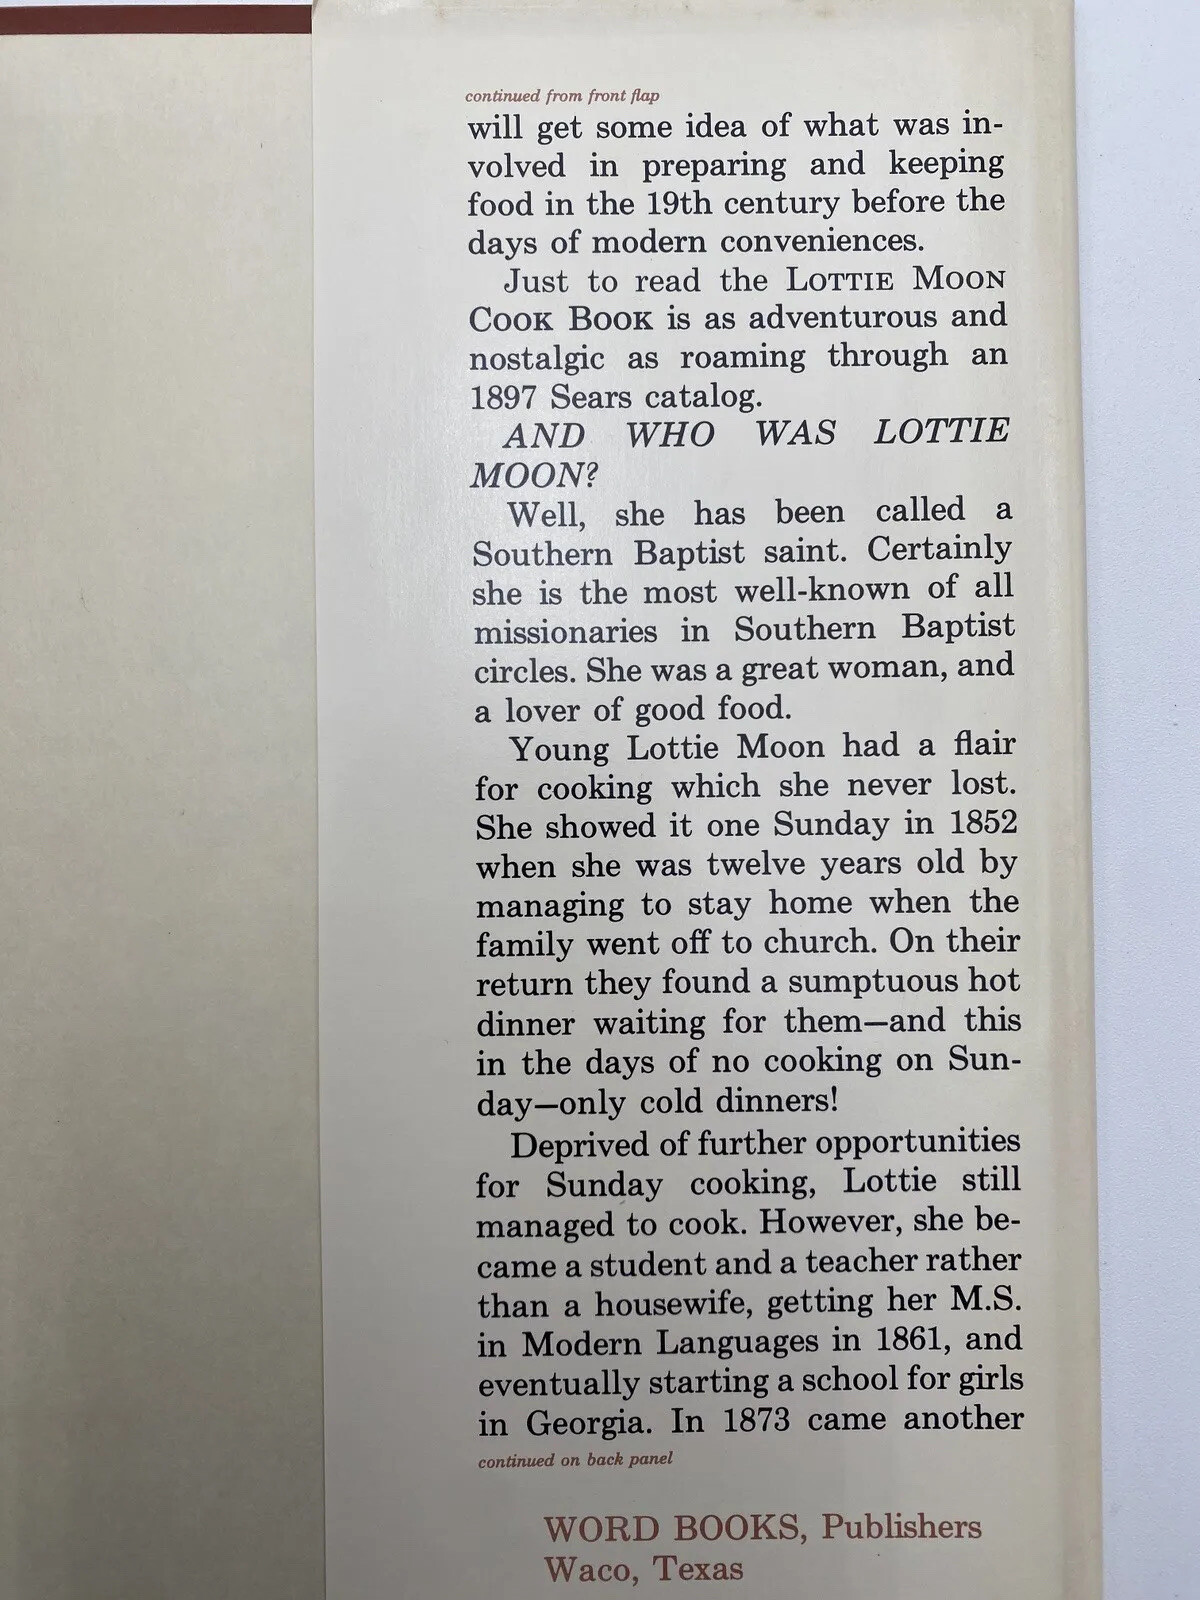 continued from front flap
will get some idea of what was in-
volved in preparing and keeping
food in the 19th century before the
days of modern conveniences.
Just to read the LOTTIE MOON
COOK BOOK is as adventurous and
nostalgic as roaming through an
1897 Sears catalog.
AND WHO WAS LOTTIE
MOON?
Well, she has been called a
Southern Baptist saint. Certainly
she is the most well-known of all
missionaries in Southern Baptist
circles. She was a great woman, and
a lover of good food.
Young Lottie Moon had a flair
for cooking which she never lost.
She showed it one Sunday in 1852
when she was twelve years old by
managing to stay home when the
family went off to church. On their
return they found a sumptuous hot
dinner waiting for them—and this
in the days of no cooking on Sun-
day—only cold dinners!
Deprived of further opportunities
for Sunday cooking, Lottie still
managed to cook. However, she be-
came a student and a teacher rather
than a housewife, getting her M.S.
in Modern Languages in 1861, and
eventually starting a school for girls
in Georgia. In 1873 came another
continued on back panel
WORD BOOKS, Publishers
Waco, Texas